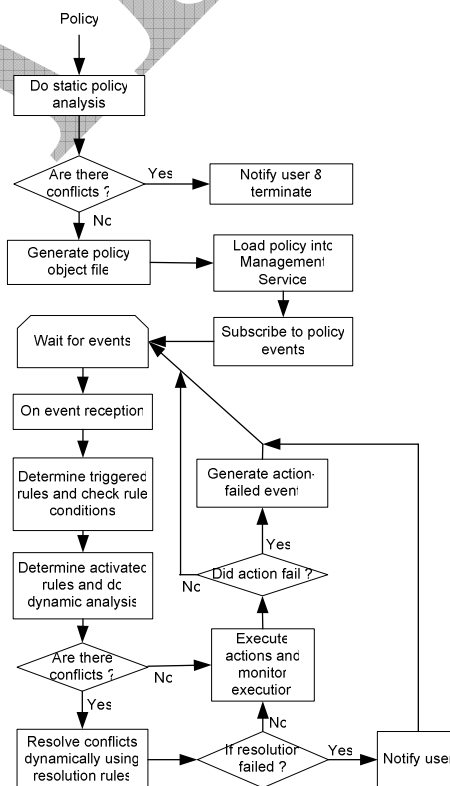 Policy
Do static policy
analysis
Are there
conflicts ?
Yes
Notify user &
terminate
No
Generate policy
object file
Load policy into
Management
Service
Subscribe to policy
events
Wait for events
On event reception
Determine triggered
rules and check rule
conditions
Generate action-
failed event
Yes
Did action fail ?
No
Determine activated
rules and do
dynamic analysis
Are there
conflicts ?
No
Execute
actions and
monitor
execution
Yes
No
Resolve conflicts
dynamically using
resolution rules
If resolution
failed ?
Yes
Notify user